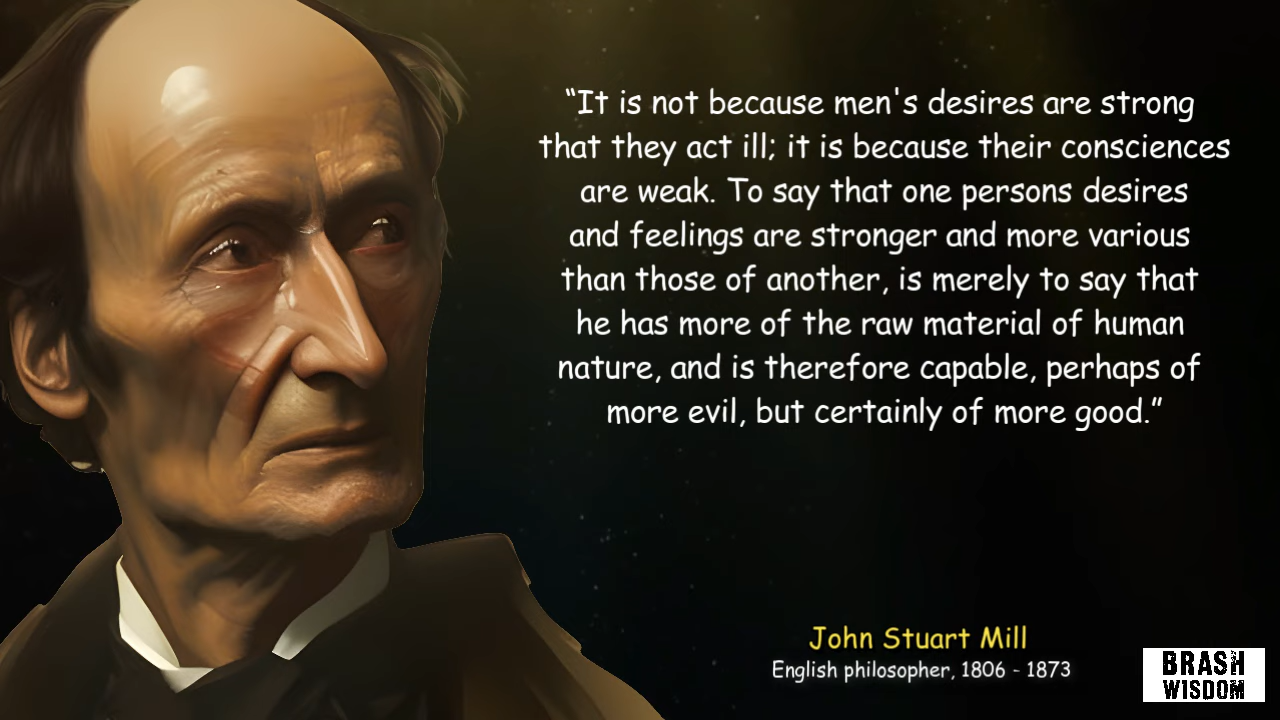 “It is not because men's desires are strong
that they act ill; it is because their consciences
are weak. To say that one persons desires
and feelings are stronger and more various
than those of another, is merely to say that
he has more of the raw material of human
nature, and is therefore capable, perhaps of
more evil, but certainly of more good.”
John Stuart Mill
English philosopher, 1806 - 1873
BRASH
WISDOM